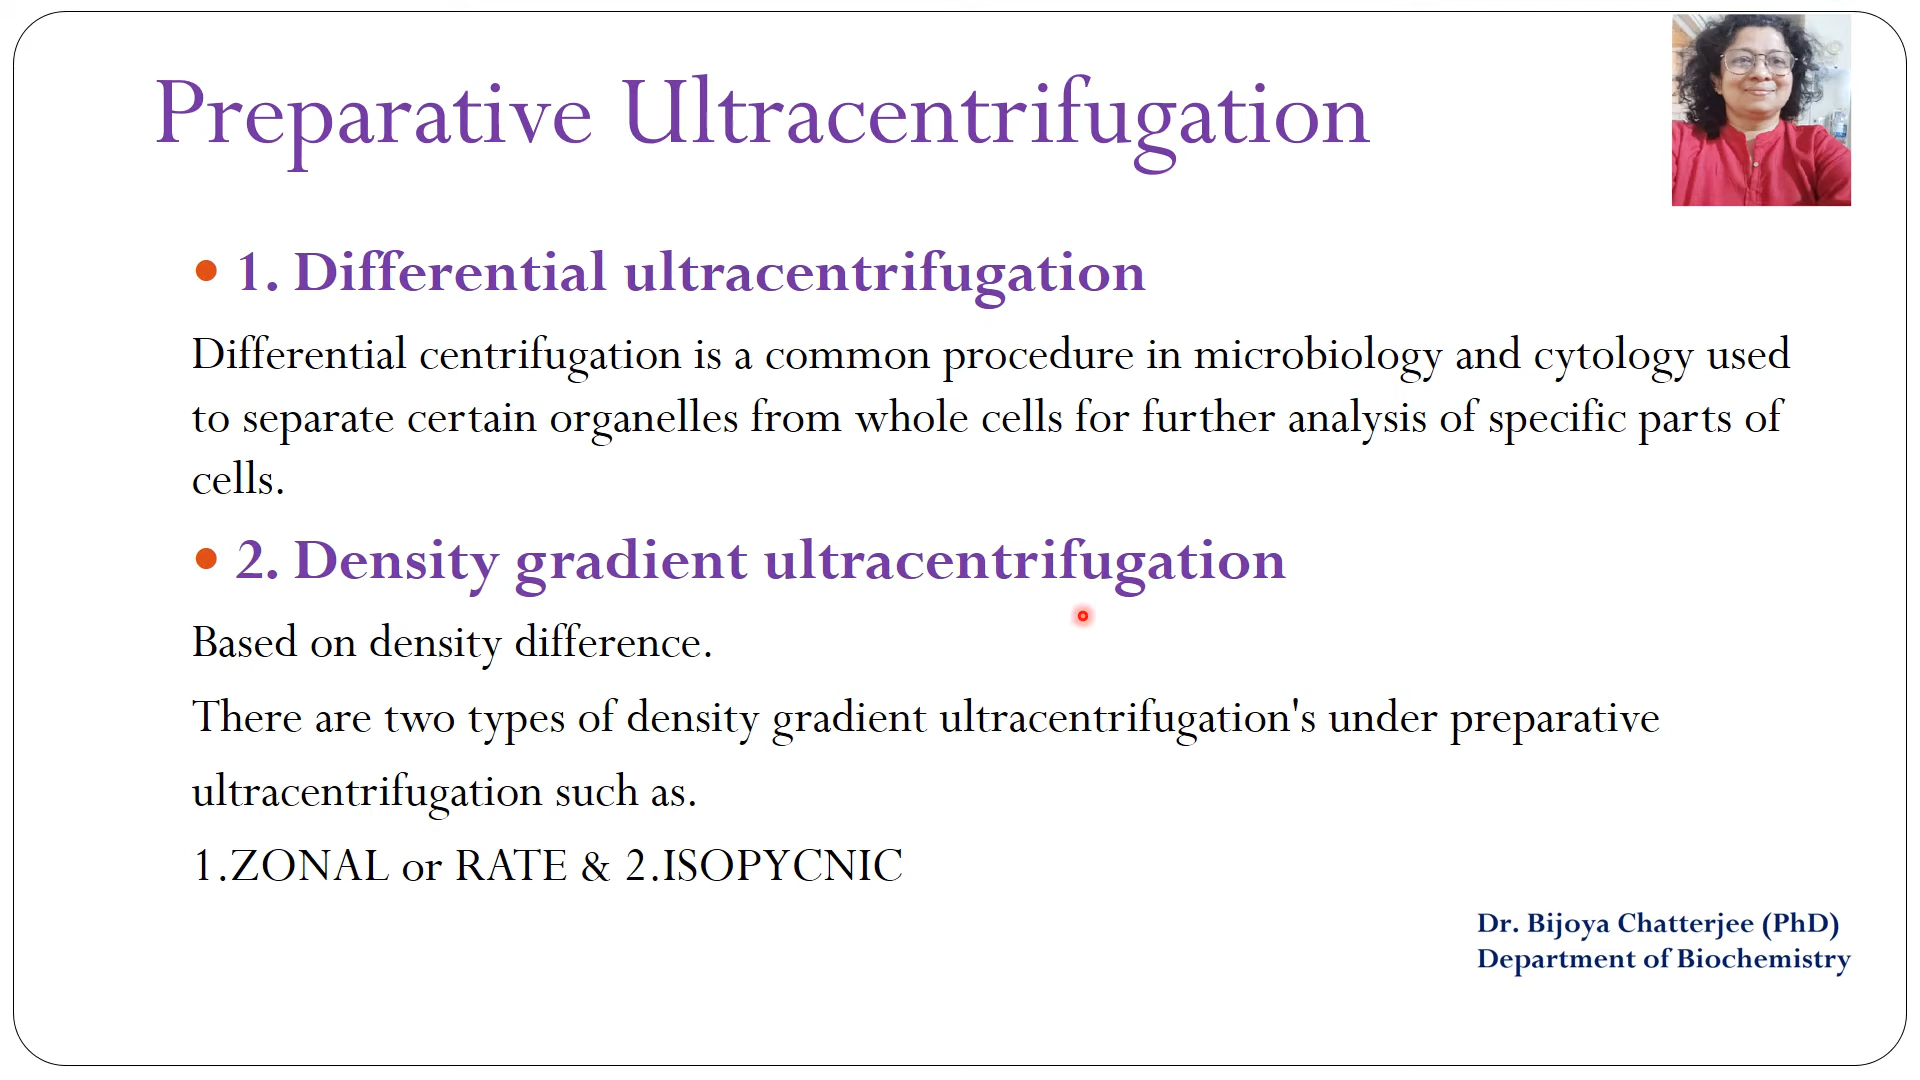 Preparative Ultracentrifugation
• 1. Differential ultracentrifugation
Differential centrifugation is a common procedure in microbiology and cytology used
to separate certain organelles from whole cells for further analysis of specific parts of
cells.
• 2. Density gradient ultracentrifugation
Based on density difference.
There are two types of density gradient ultracentrifugation's under preparative
ultracentrifugation such as.
1.ZONAL or RATE & 2.ISOPYCNIC
Dr. Bijoya Chatterjee (PhD)
Department of Biochemistry